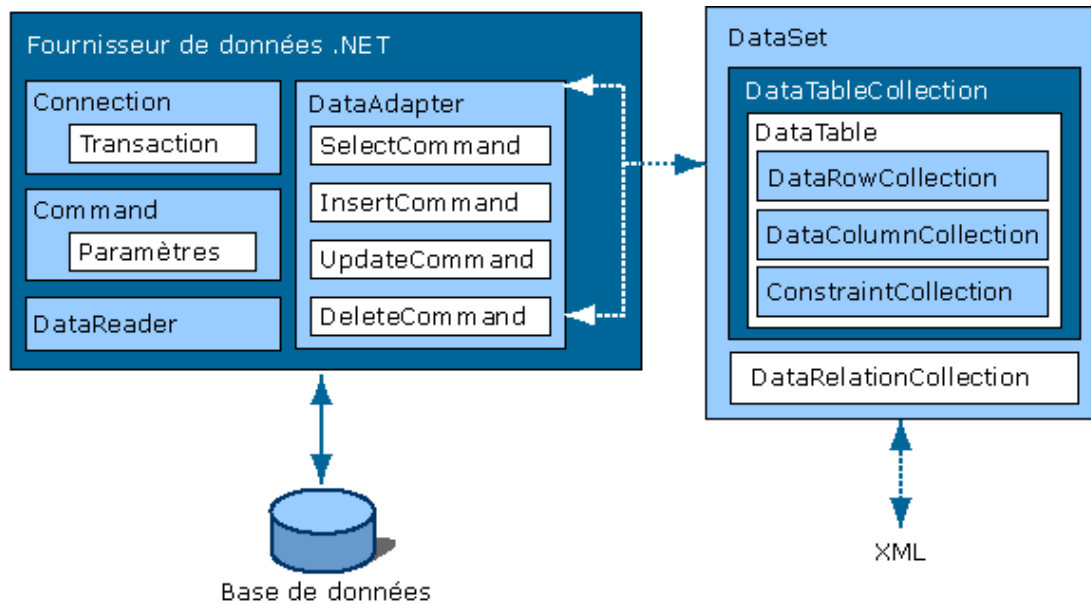 Fournisseur de données .NET
Connection
Transaction
Command
Paramètres
DataReader
DataAdapter
SelectCommand
InsertCommand
UpdateCommand
DeleteCommand
Base de données
DataSet
DataTableCollection
DataTable
DataRowCollection
DataColumnCollection
ConstraintCollection
DataRelationCollection
XML